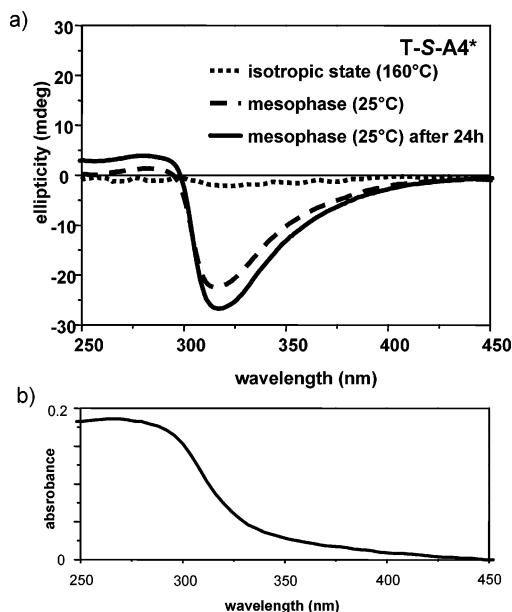 a)
T-S-A4*
isotropic state (160°C)
mesophase (25°C)
mesophase (25°C) after 24h
ellipticity (mdeg)
30
20
10
0
-10
-20
-30
250
300
350
400
450
wavelength (nm)
b)
absrobance
0.2
0
250
300
350
400
450
wavelength (nm)